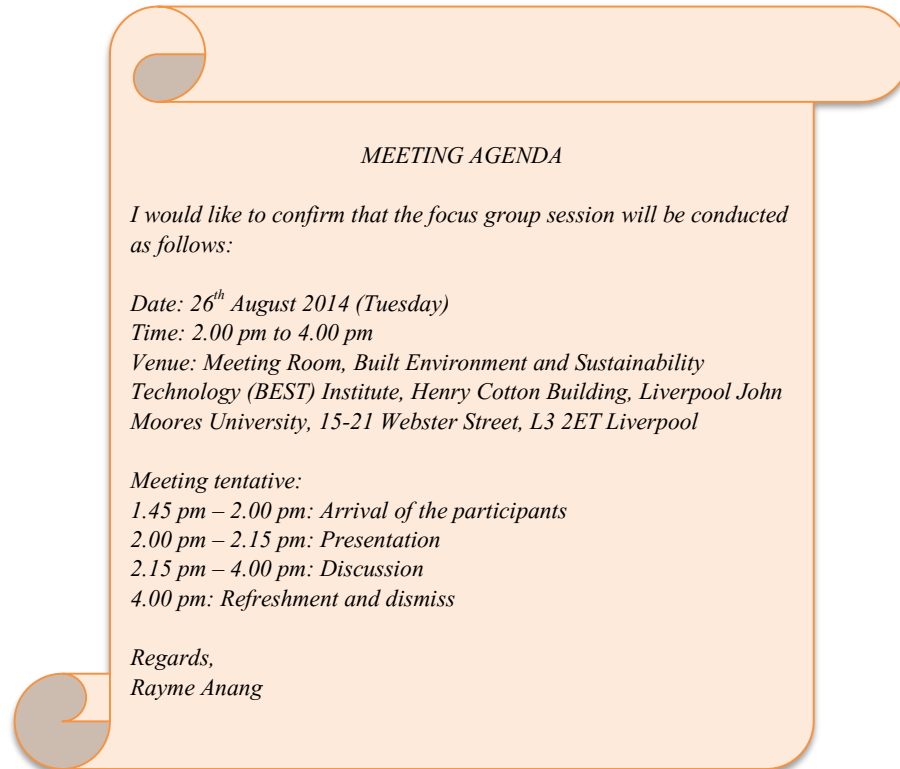 MEETING AGENDA
I would like to confirm that the focus group session will be conducted
as follows:
Date: 26th August 2014 (Tuesday)
Time: 2.00 pm to 4.00 pm
Venue: Meeting Room, Built Environment and Sustainability
Technology (BEST) Institute, Henry Cotton Building, Liverpool John
Moores University, 15-21 Webster Street, L3 2ET Liverpool
Meeting tentative:
1.45 pm – 2.00 pm: Arrival of the participants
2.00 pm – 2.15 pm: Presentation
2.15 pm – 4.00 pm: Discussion
4.00 pm: Refreshment and dismiss
Regards,
Rayme Anang